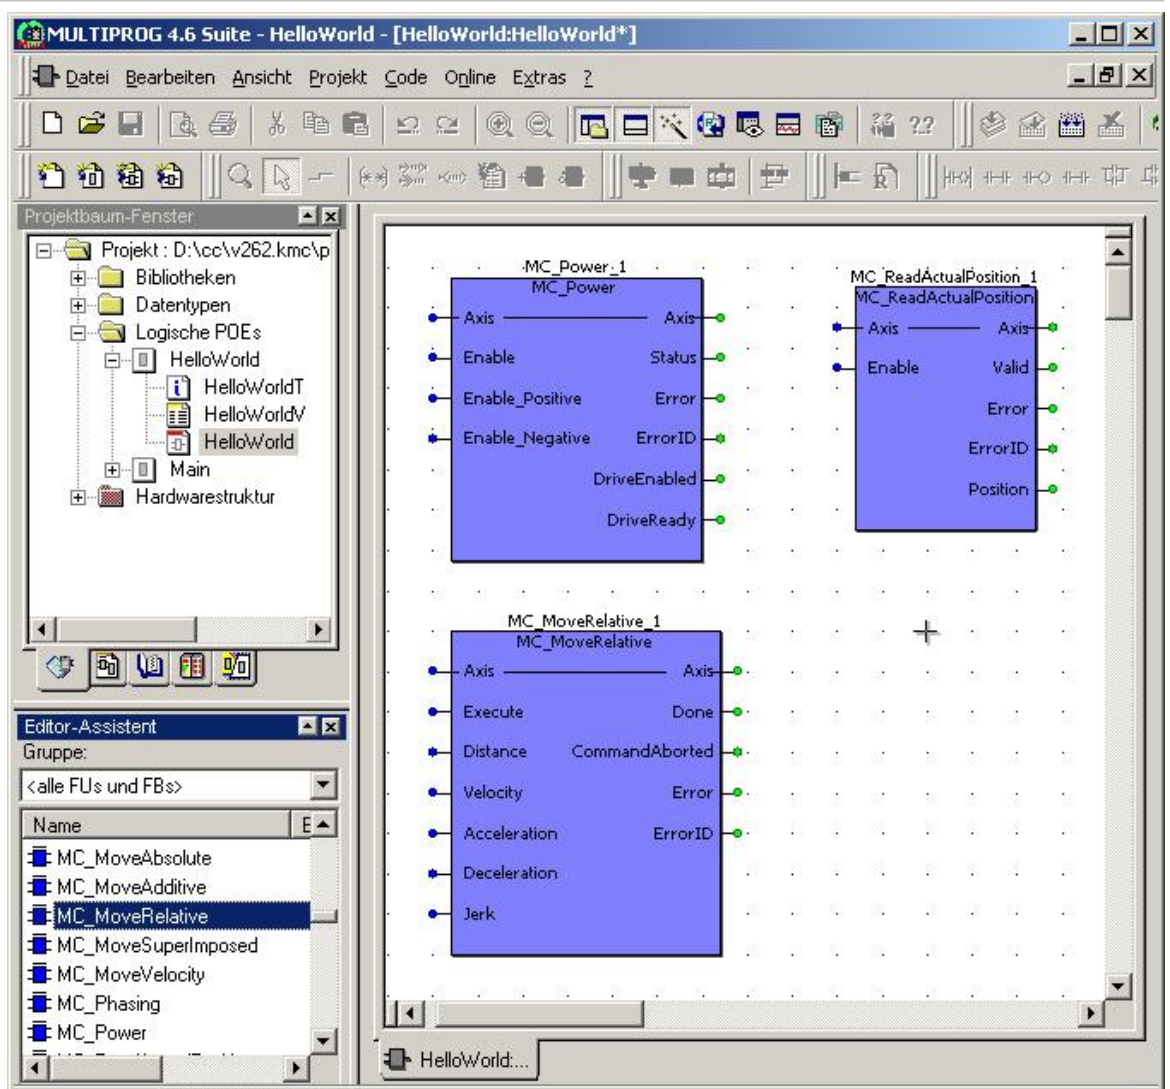 MULTIPROG 4.6 Suite - HelloWorld - [HelloWorld:HelloWorld*]
Datei Bearbeiten Ansicht Projekt Code Online Extras ?
Projektbaum-Fenster
Projekt : D:\cc\v262.kmc\p
Bibliotheken
Datentypen
Logische POEs
HelloWorld
HelloWorldT
HelloWorldV
HelloWorld
Main
Hardwarestruktur
Editor-Assistent
Gruppe:
<alle FUs und FBs>
Name E
MC_MoveAbsolute
MC_MoveAdditive
MC_MoveRelative
MC_MoveSuperImposed
MC_MoveVelocity
MC_Phasing
MC_Power
MC_Power_1
MC_Power
Axis Axis
Enable Status
Enable_Positive Error
Enable_Negative ErrorID
DriveEnabled
DriveReady
MC_ReadActualPosition_1
MC_ReadActualPosition
Axis Axis
Enable Valid
Error
ErrorID
Position
MC_MoveRelative_1
MC_MoveRelative
Axis Axis
Execute Done
Distance CommandAborted
Velocity Error
Acceleration ErrorID
Deceleration
Jerk
HelloWorld:...